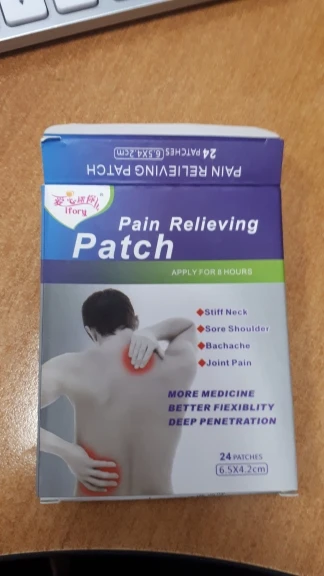 24 PATCHES 6.5X4.2cm
PAIN RELIEVING PATCH
ifory
Pain Relieving
Patch
APPLY FOR 8 HOURS
Stiff Neck
Sore Shoulder
Bachache
Joint Pain
MORE MEDICINE
BETTER FIEXIBLITY
DEEP PENETRATION
24 PATCHES
6.5X4.2cm